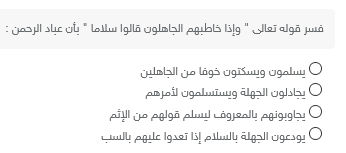 فسر قوله تعالى " وإذا خاطبهم الجاهلون قالوا سلاما " بأن عباد الرحمن :
يسلمون ويسكتون خوفا من الجاهلين
يجادلون الجهلة ويستسلمون لأمرهم
يجاوبونهم بالمعروف ليسلم قولهم من الإثم
يودعون الجهلة بالسلام إذا تعدوا عليهم بالسب